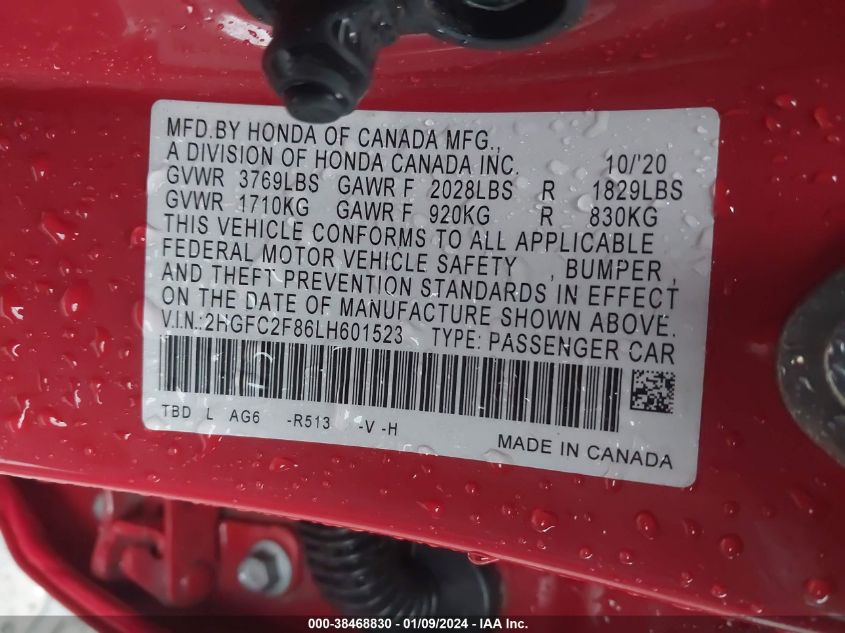 MFD.BY HONDA OF CANADA MFG.,
A DIVISION OF HONDA CANADA INC. 10/'20
GVWR 3769LBS GAWR F 2028LBS R 1829LBS
GVWR 1710KG GAWR F 920KG R 830KG
THIS VEHICLE CONFORMS TO ALL APPLICABLE
FEDERAL MOTOR VEHICLE SAFETY , BUMPER ,
AND THEFT PREVENTION STANDARDS IN EFFECT
ON THE DATE OF MANUFACTURE SHOWN ABOVE.
V.I.N.:2HGFC2F86LH601523 TYPE: PASSENGER CAR
TBD L AG6 -R513 -V -H
MADE IN CANADA
000-38468830 - 01/09/2024 - IAA Inc.